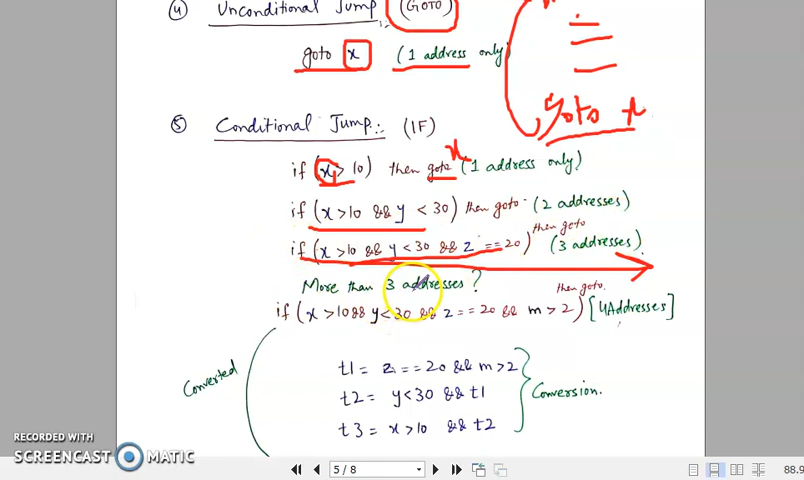 ④ Unconditional Jump (GOTO)
goto x (1 address only)
goto x
⑤ Conditional Jump:- (IF)
x
if (x > 10) then goto (1 address only)
if (x >10 && y < 30) then goto · (2 addresses)
if (x >10 && y < 30 && z == 20) then goto (3 addresses)
More than 3 addresses?
if (x >10 && y < 30 && z == 20 && m > 2) then goto. [4 Addresses]
Converted
t1 = z == 20 && m > 2
t2 = y < 30 && t1
t3 = x >10 && t2
Conversion.
RECORDED WITH
SCREENCAST MATIC
5 / 8
88.9